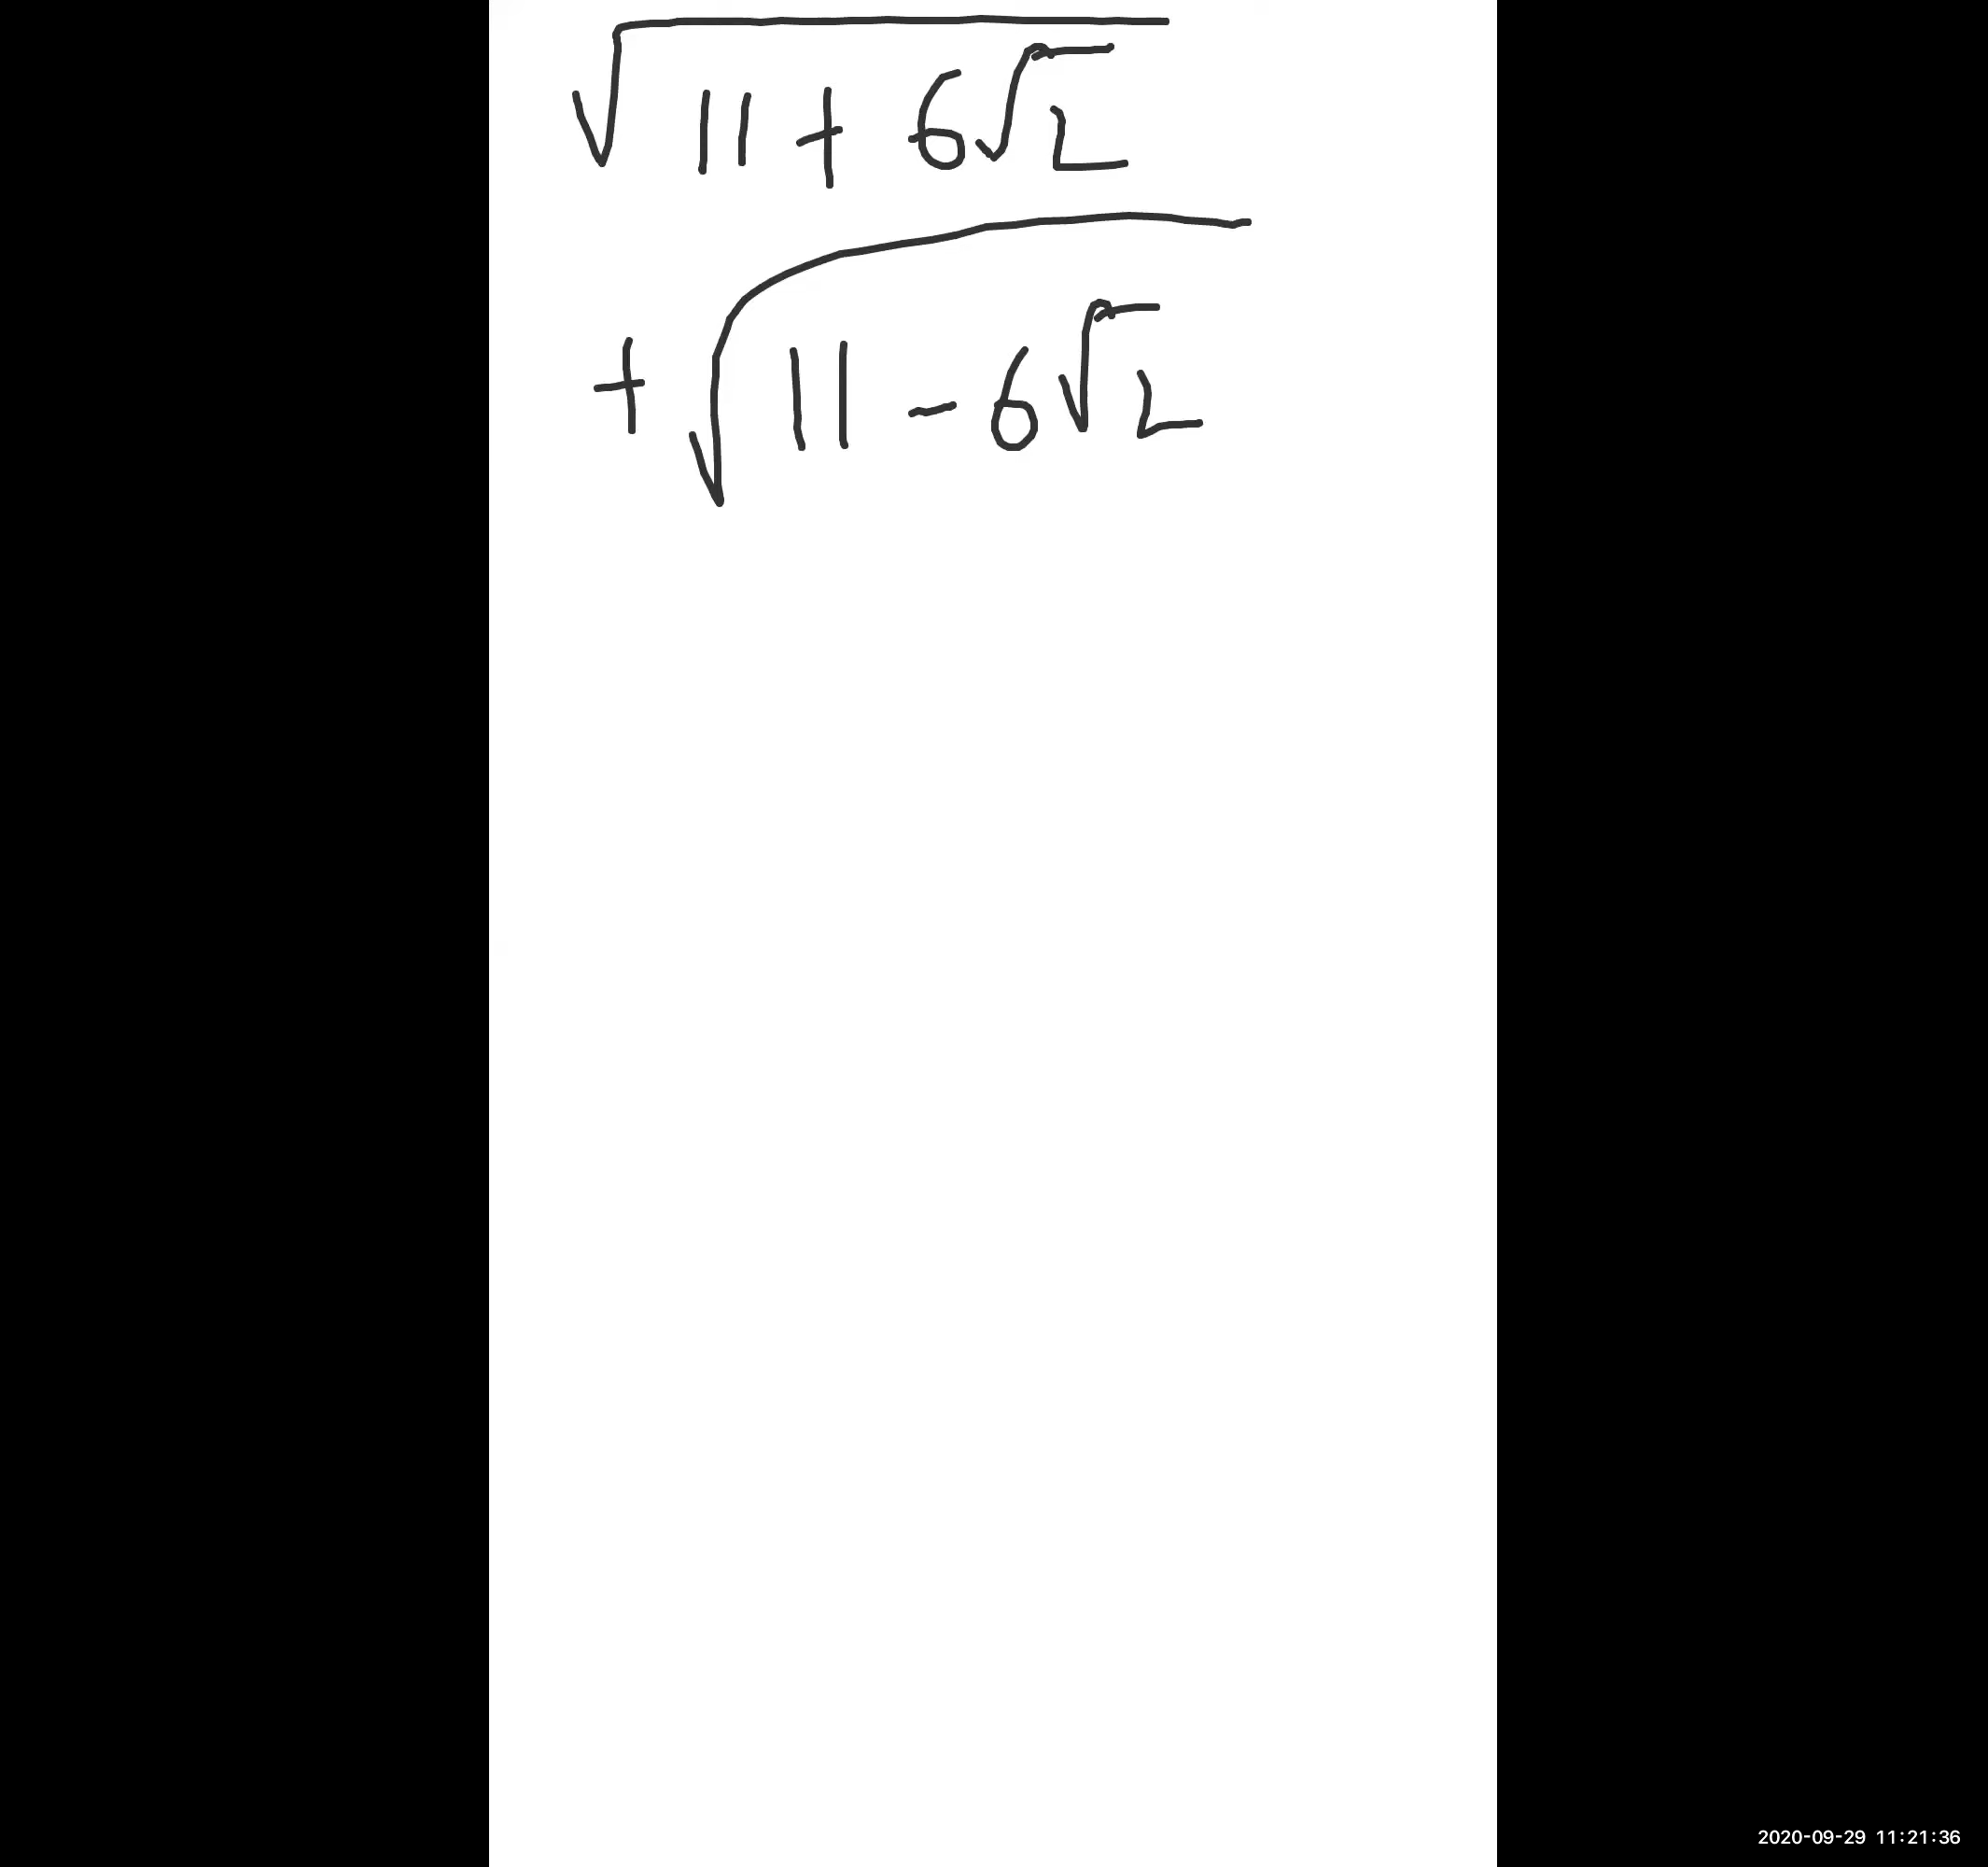 √(11 + 6√2)
+ √(11 - 6√2)
2020-09-29 11:21:36